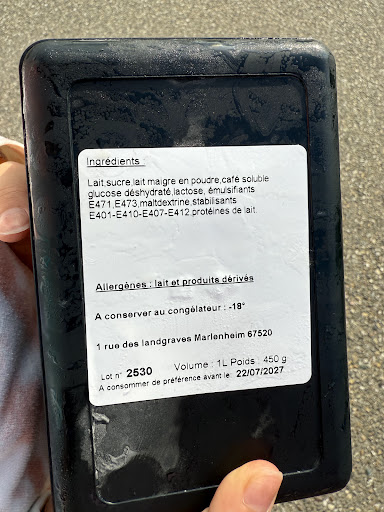 Ingrédients :
Lait,sucre,lait maigre en poudre,café soluble
glucose déshydraté,lactose, émulsifiants
E471,E473,maltdextrine,stabilisants
E401-E410-E407-E412,protéines de lait.
Allergénes : lait et produits dérivés
A conserver au congélateur : -18°
1 rue des landgraves Marlenheim 67520
Lot n° 2530 Volume : 1L Poids : 450 g
A consommer de préférence avant le: 22/07/2027